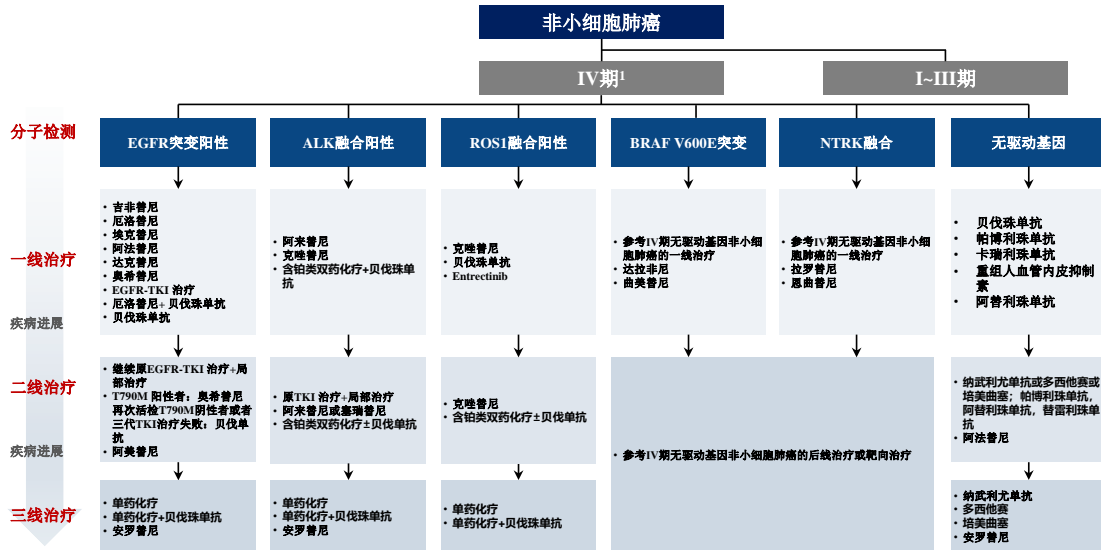 非小细胞肺癌
IV期¹
I~III期
分子检测
EGFR突变阳性
ALK融合阳性
ROS1融合阳性
BRAF V600E突变
NTRK融合
无驱动基因
一线治疗
• 吉非替尼
• 厄洛替尼
• 埃克替尼
• 阿法替尼
• 达克替尼
• 奥希替尼
• EGFR-TKI 治疗
• 厄洛替尼+ 贝伐珠单抗
• 贝伐珠单抗
• 阿来替尼
• 克唑替尼
• 含铂类双药化疗+贝伐珠单
抗
• 克唑替尼
• 贝伐珠单抗
• Entrectinib
• 参考IV期无驱动基因非小细
胞肺癌的一线治疗
• 达拉非尼
• 曲美替尼
• 参考IV期无驱动基因非小细
胞肺癌的一线治疗
• 拉罗替尼
• 恩曲替尼
• 贝伐珠单抗
• 帕博利珠单抗
• 卡瑞利珠单抗
• 重组人血管内皮抑制
素
• 阿替利珠单抗
疾病进展
二线治疗
• 继续原EGFR-TKI 治疗+局
部治疗
• T790M 阳性者：奥希替尼
再次活检T790M阴性者或者
三代TKI治疗失败：贝伐单
抗
• 阿美替尼
• 原TKI 治疗+局部治疗
• 阿来替尼或塞瑞替尼
• 含铂类双药化疗±贝伐单抗
• 克唑替尼
• 含铂类双药化疗±贝伐单抗
• 参考IV期无驱动基因非小细胞肺癌的后线治疗或靶向治疗
• 纳武利尤单抗或多西他赛或
培美曲塞；帕博利珠单抗，
阿替利珠单抗，替雷利珠单
抗
• 阿法替尼
疾病进展
三线治疗
• 单药化疗
• 单药化疗+贝伐珠单抗
• 安罗替尼
• 单药化疗
• 单药化疗+贝伐珠单抗
• 安罗替尼
• 单药化疗
• 单药化疗+贝伐珠单抗
• 纳武利尤单抗
• 多西他赛
• 培美曲塞
• 安罗替尼